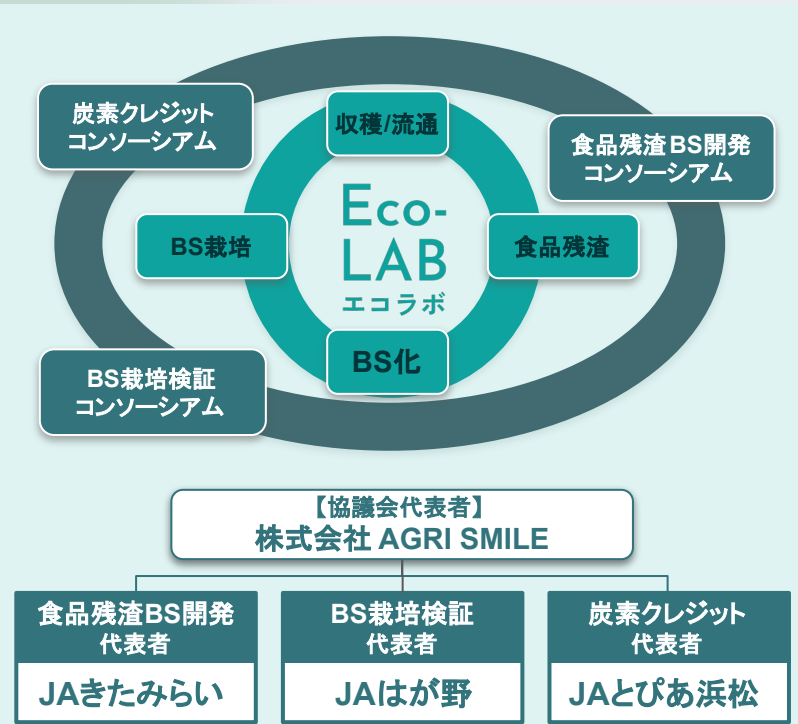 炭素クレジット
コンソーシアム
収穫/流通
食品残渣BS開発
コンソーシアム
BS栽培
Eco-
LAB
エコラボ
食品残渣
BS化
BS栽培検証
コンソーシアム
【協議会代表者】
株式会社 AGRI SMILE
食品残渣BS開発
代表者
JAきたみらい
BS栽培検証
代表者
JAはが野
炭素クレジット
代表者
JAとぴあ浜松